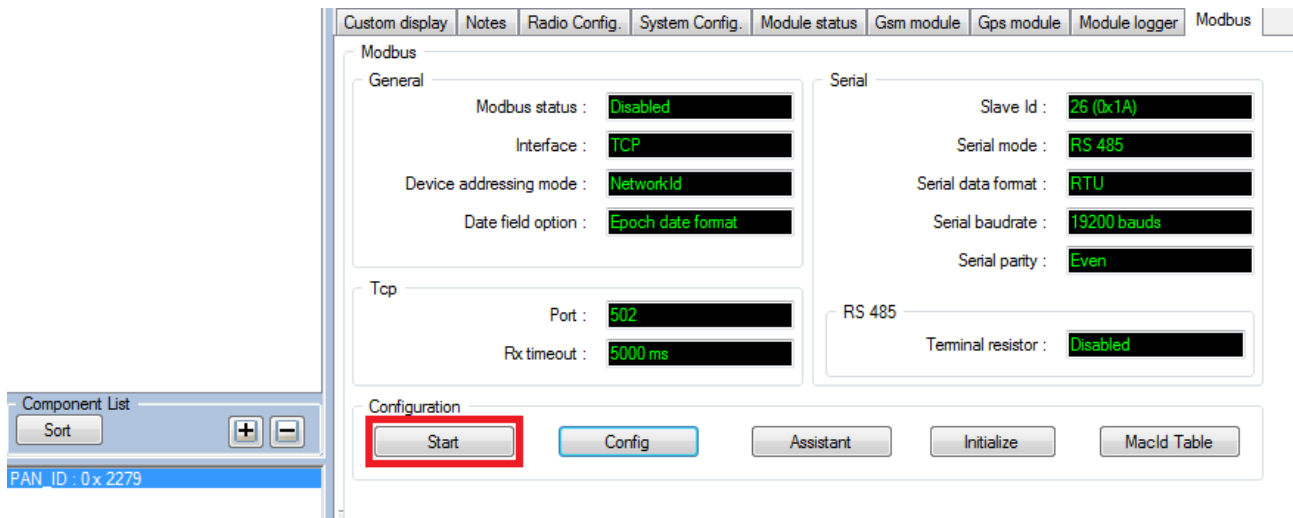 Custom display Notes Radio Config. System Config. Module status Gsm module Gps module Module logger Modbus
Modbus
General
Modbus status : Disabled
Interface : TCP
Device addressing mode : NetworkId
Date field option : Epoch date format
Serial
Slave Id : 26 (0x1A)
Serial mode : RS 485
Serial data format : RTU
Serial baudrate : 19200 bauds
Serial parity : Even
Tcp
Port : 502
Rx timeout : 5000 ms
RS 485
Terminal resistor : Disabled
Component List
Sort + −
PAN_ID : 0 x 2279
Configuration
Start Config Assistant Initialize MacId Table